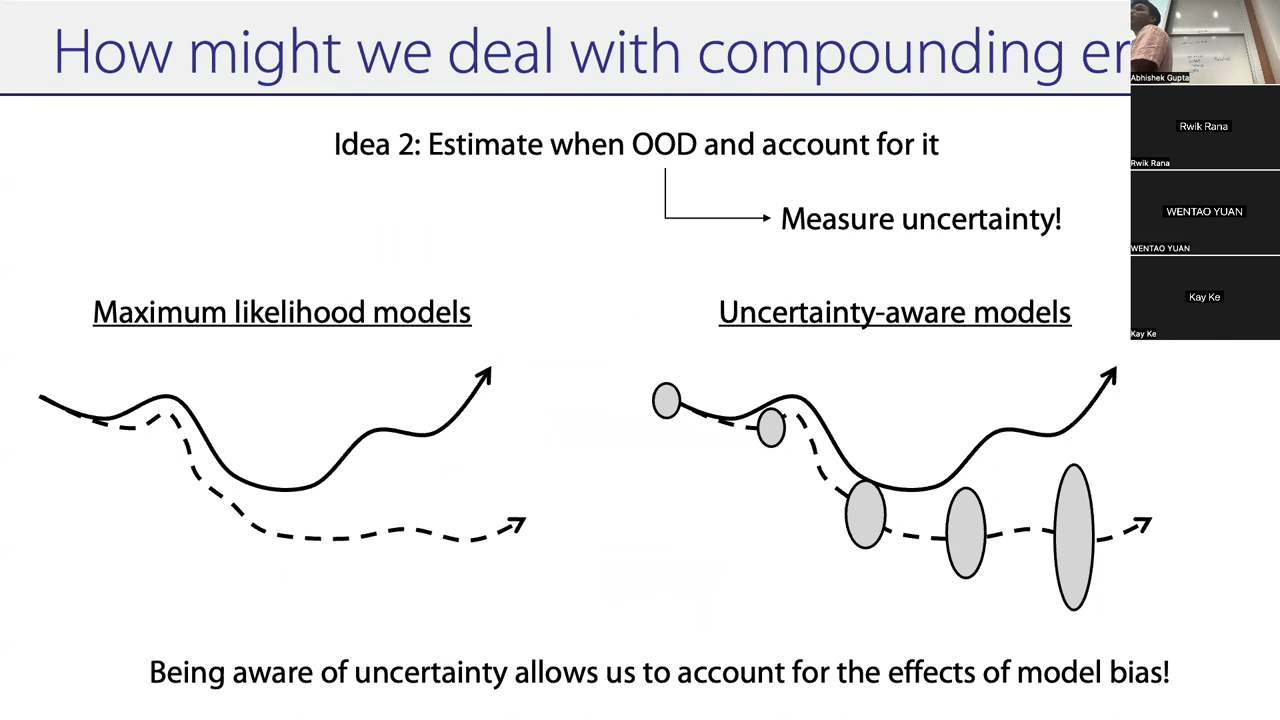 How might we deal with compounding er
Idea 2: Estimate when OOD and account for it
Measure uncertainty!
Maximum likelihood models
Uncertainty-aware models
Being aware of uncertainty allows us to account for the effects of model bias!
Abhishek Gupta
Rwik Rana
Rwik Rana
WENTAO YUAN
WENTAO YUAN
Kay Ke
Kay Ke